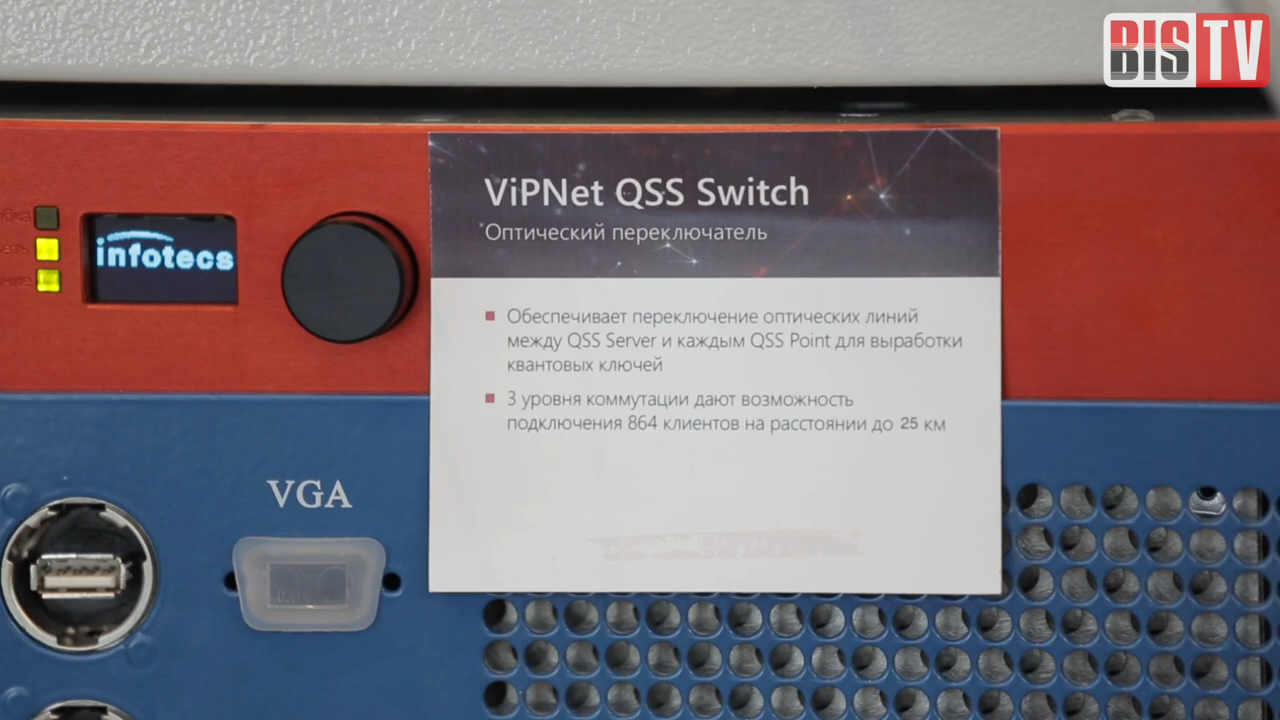 BIS TV
ViPNet QSS Switch
Оптический переключатель
infotecs
Обеспечивает переключение оптических линий
между QSS Server и каждым QSS Point для выработки
квантовых ключей
3 уровня коммутации дают возможность
подключения 864 клиентов на расстоянии до 25 км
VGA